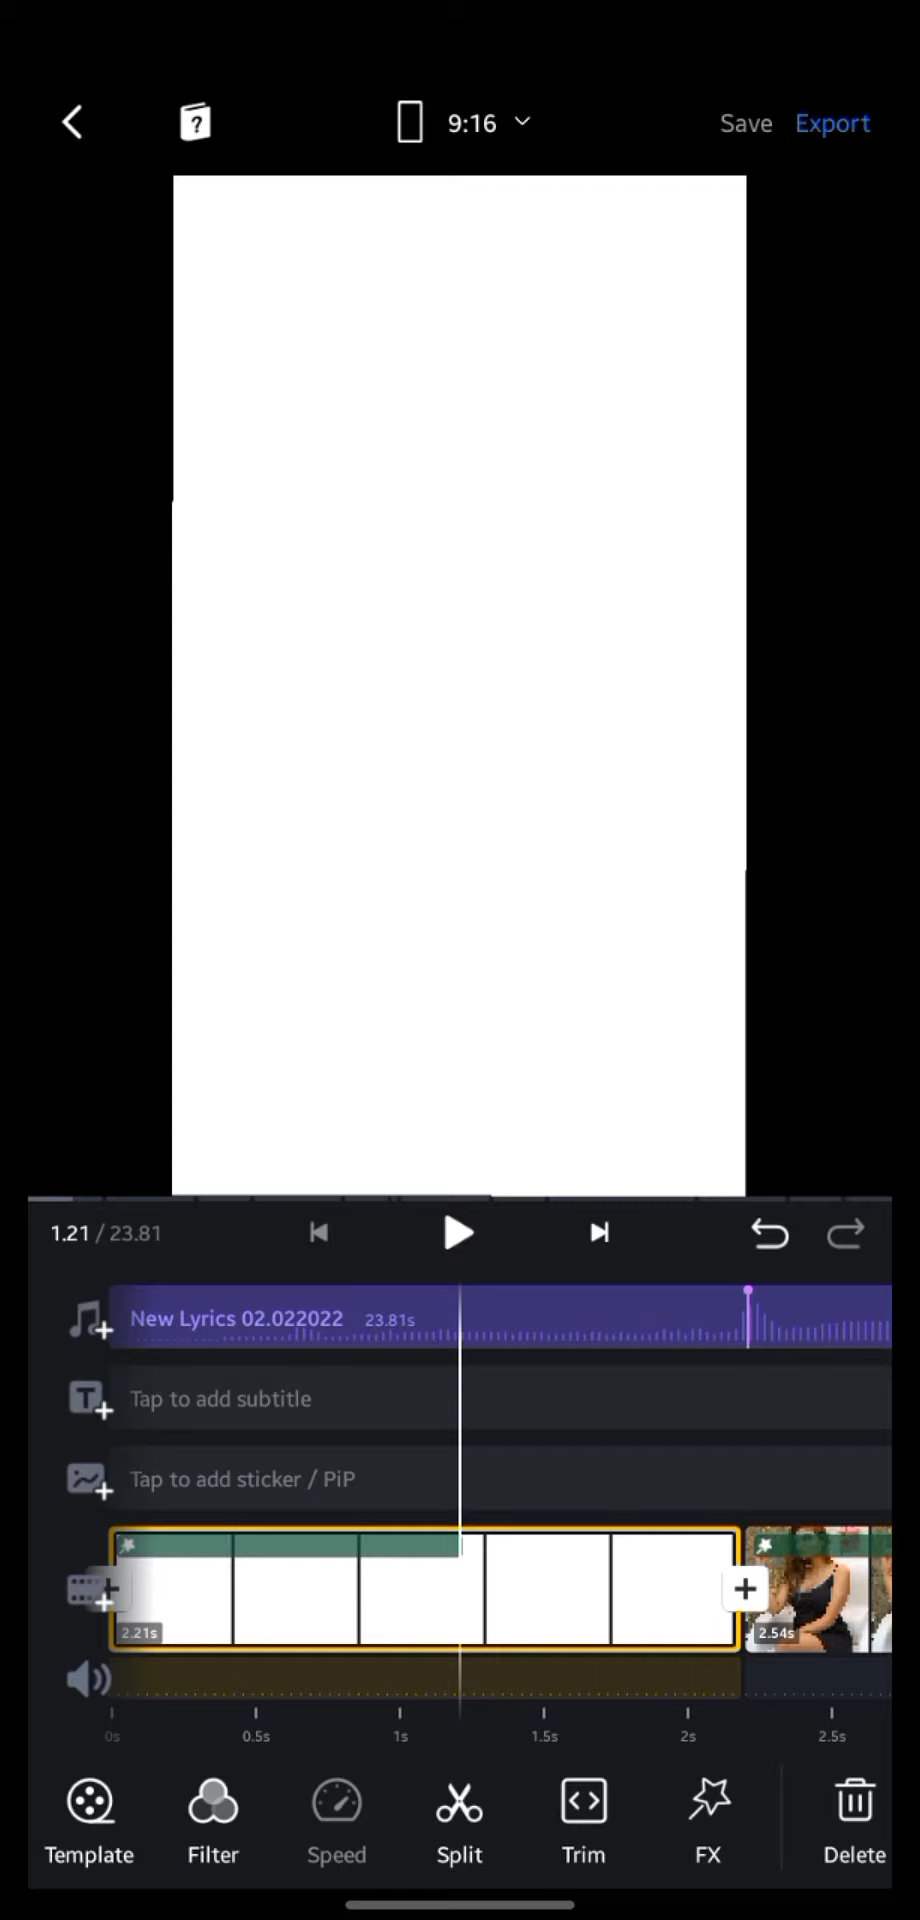 9:16
Save
Export
1.21 / 23.81
New Lyrics 02.022022 23.81s
Tap to add subtitle
Tap to add sticker / PiP
2.21s
2.54s
0s 0.5s 1s 1.5s 2s 2.5s
Template Filter Speed Split Trim FX Delete